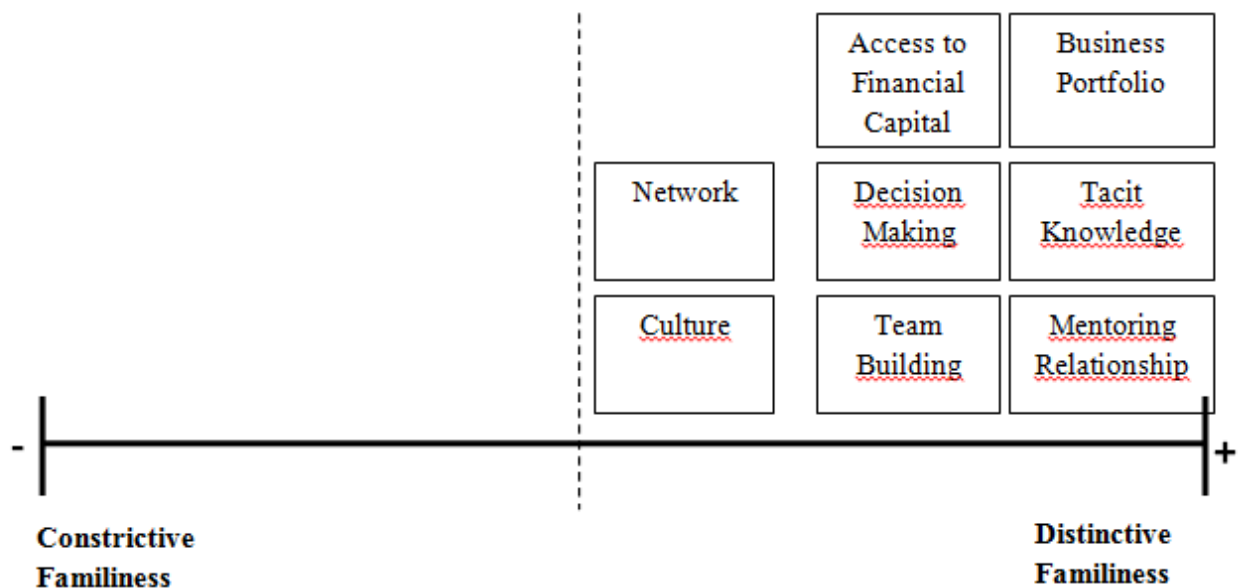 Access to
Financial
Capital
Business
Portfolio
Network
Decision
Making
Tacit
Knowledge
Culture
Team
Building
Mentoring
Relationship
-
+
Constrictive
Familiness
Distinctive
Familiness